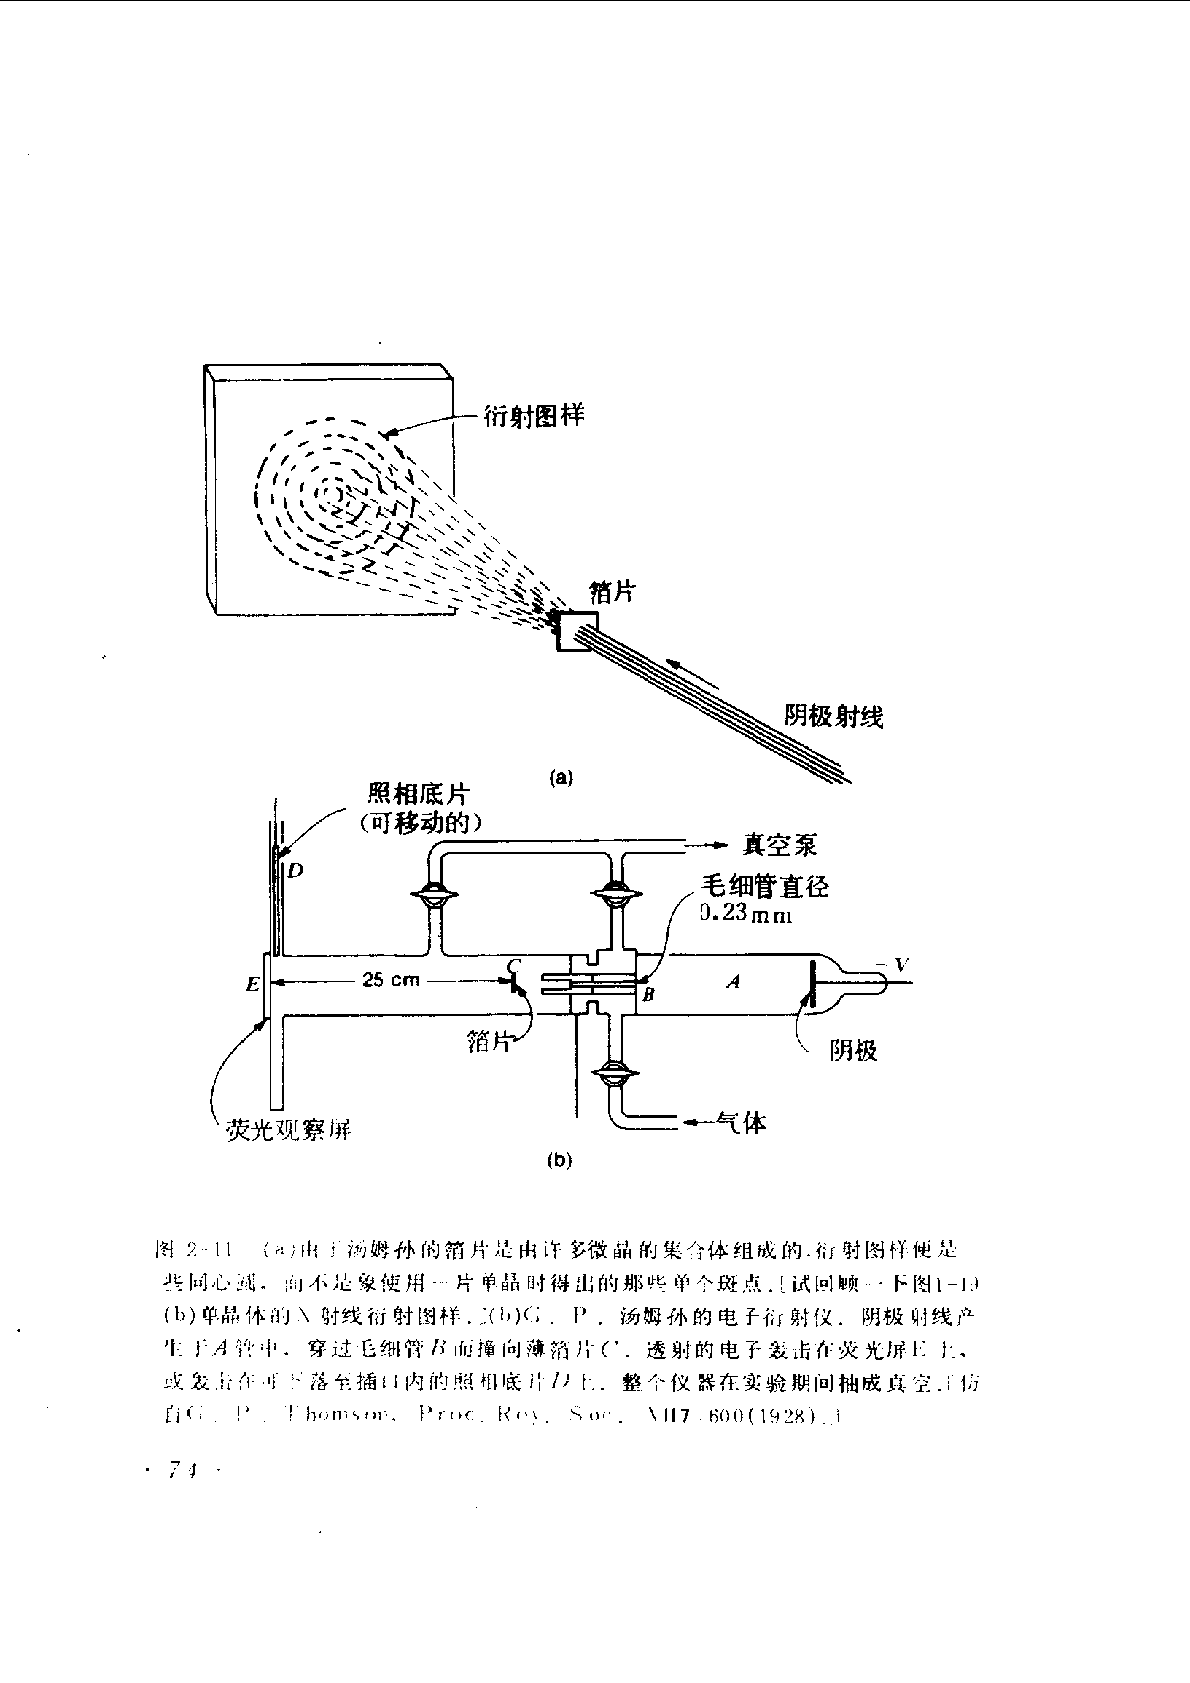 衍射图样
箔片
阴极射线
(a)
照相底片
(可移动的)
真空泵
D
毛细管直径
0.23mm
C
- V
E
25 cm
B
A
箔片
阴极
气体
荧光观察屏
(b)
图 2-11 (a)由于汤姆孙的箔片是由许多微晶的集合体组成的,衍射图样便是
些同心圆, 而不是象使用一片单晶时得出的那些单个斑点.[试回顾一下图1-19
(b)单晶体的X射线衍射图样.](b)G. P. 汤姆孙的电子衍射仪. 阴极射线产
生于A管中, 穿过毛细管B而撞向薄箔片C. 透射的电子轰击在荧光屏E上,
或轰击在可下落至插口内的照相底片D上. 整个仪器在实验期间抽成真空.[仿
自G. P. Thomson, Proc. Roy. Soc. 600(1928).]
· 74 ·